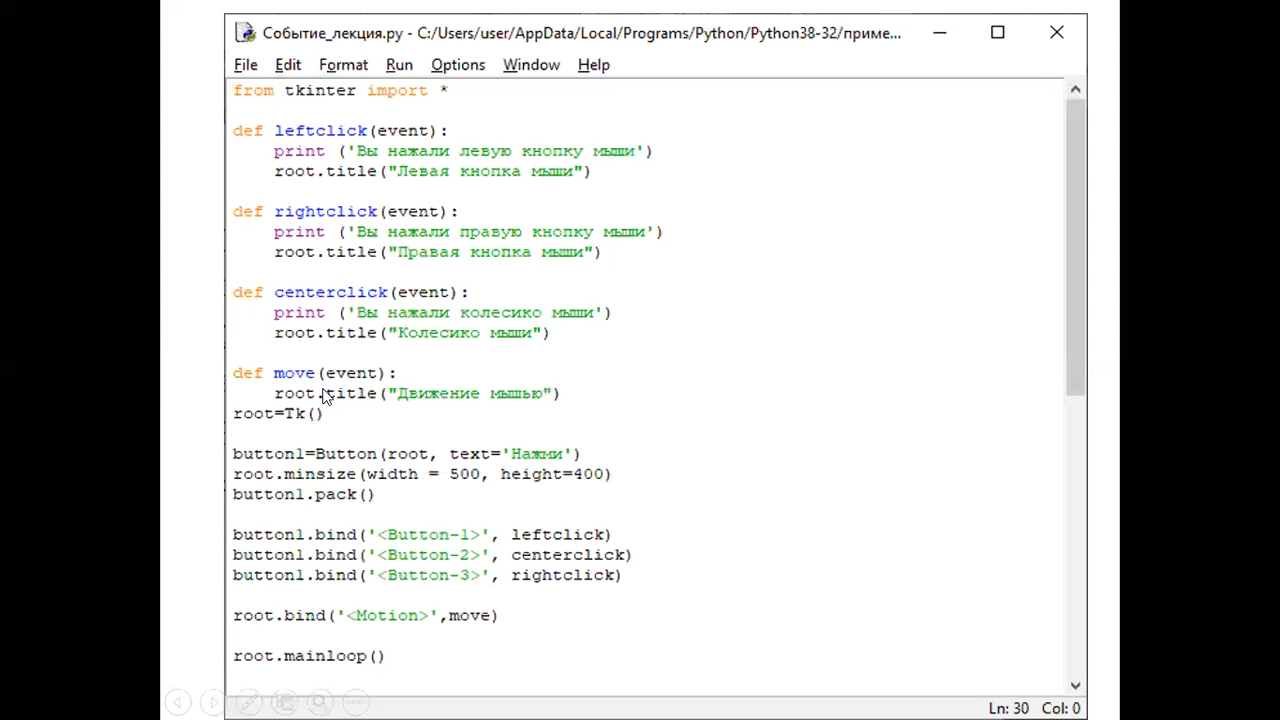 Событие_лекция.py - C:/Users/user/AppData/Local/Programs/Python/Python38-32/приме...
File Edit Format Run Options Window Help
from tkinter import *
def leftclick(event):
    print ('Вы нажали левую кнопку мыши')
    root.title("Левая кнопка мыши")
def rightclick(event):
    print ('Вы нажали правую кнопку мыши')
    root.title("Правая кнопка мыши")
def centerclick(event):
    print ('Вы нажали колесико мыши')
    root.title("Колесико мыши")
def move(event):
    root.title("Движение мышью")
root=Tk()
button1=Button(root, text='Нажми')
root.minsize(width = 500, height=400)
button1.pack()
button1.bind('<Button-1>', leftclick)
button1.bind('<Button-2>', centerclick)
button1.bind('<Button-3>', rightclick)
root.bind('<Motion>',move)
root.mainloop()
Ln: 30 Col: 0